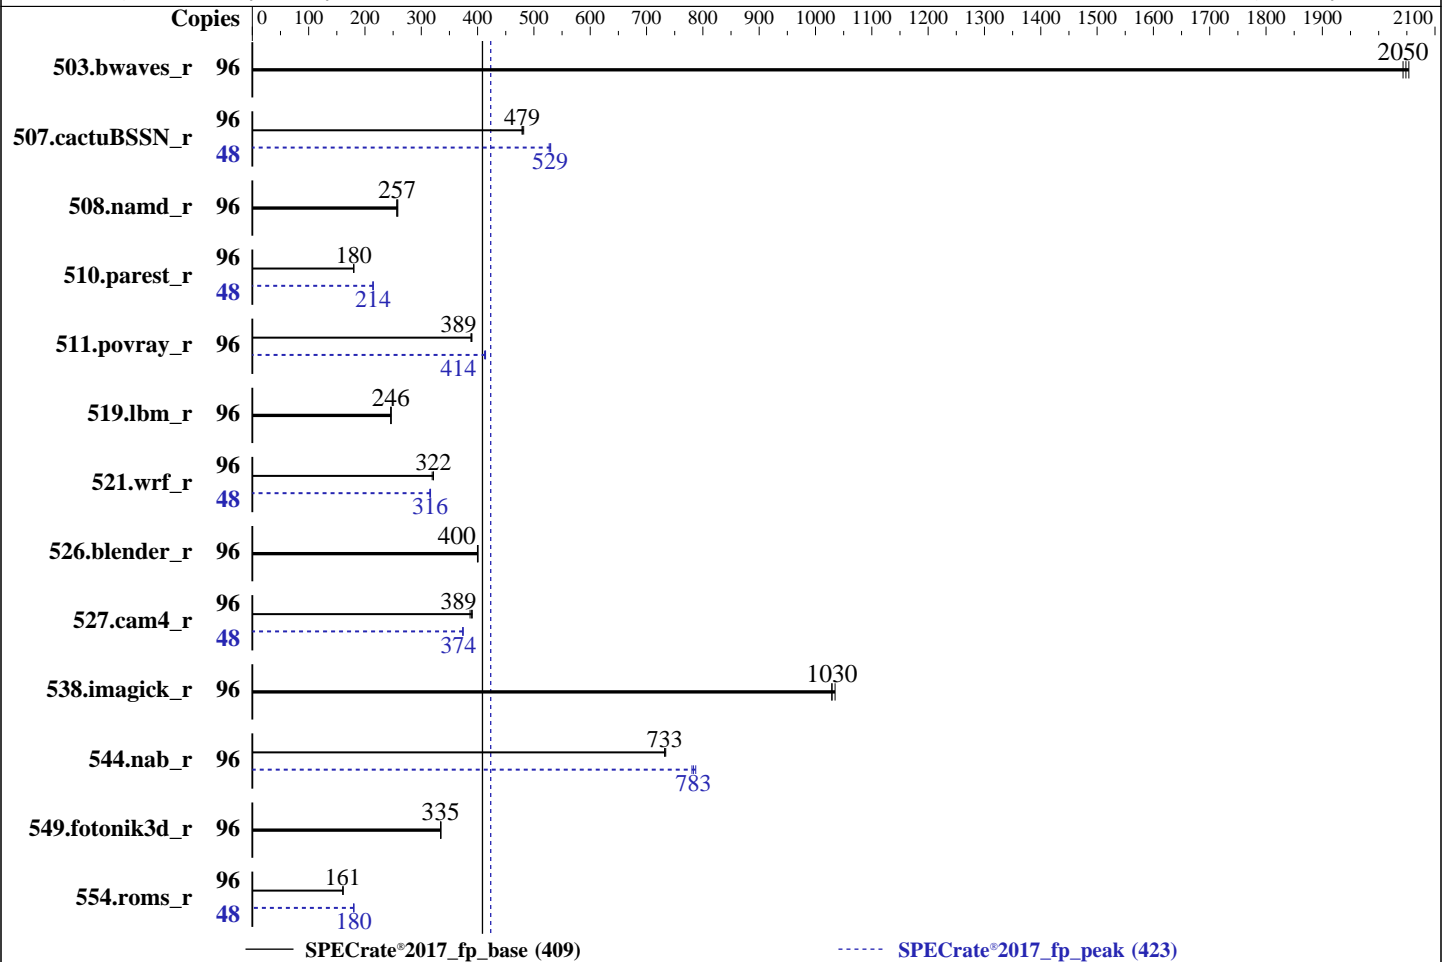 Copies 0 100 200 300 400 500 600 700 800 900 1000 1100 1200 1300 1400 1500 1600 1700 1800 1900 2100
503.bwaves_r 96 2050
507.cactuBSSN_r 96 479
48 529
508.namd_r 96 257
510.parest_r 96 180
48 214
511.povray_r 96 389
414
519.lbm_r 96 246
521.wrf_r 96 322
48 316
526.blender_r 96 400
527.cam4_r 96 389
48 374
538.imagick_r 96 1030
544.nab_r 96 733
783
549.fotonik3d_r 96 335
554.roms_r 96 161
48 180
SPECrate®2017_fp_base (409) SPECrate®2017_fp_peak (423)